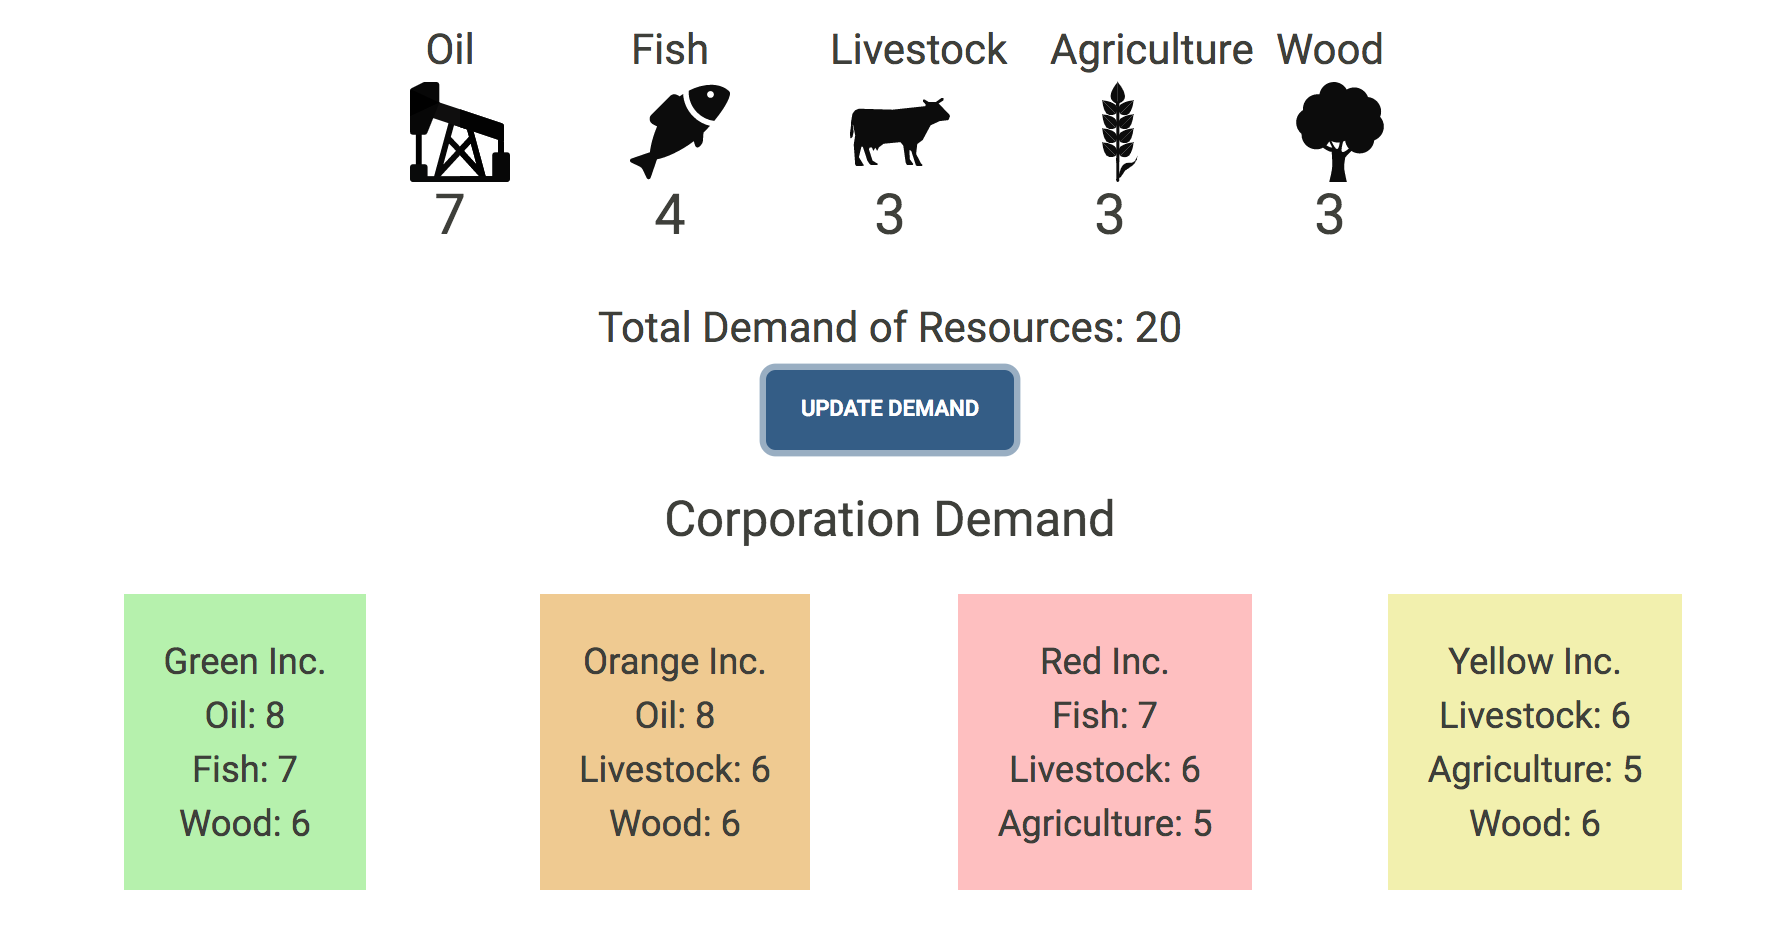 Oil Fish Livestock Agriculture Wood
7 4 3 3 3
Total Demand of Resources: 20
UPDATE DEMAND
Corporation Demand
Green Inc.
Oil: 8
Fish: 7
Wood: 6
Orange Inc.
Oil: 8
Livestock: 6
Wood: 6
Red Inc.
Fish: 7
Livestock: 6
Agriculture: 5
Yellow Inc.
Livestock: 6
Agriculture: 5
Wood: 6